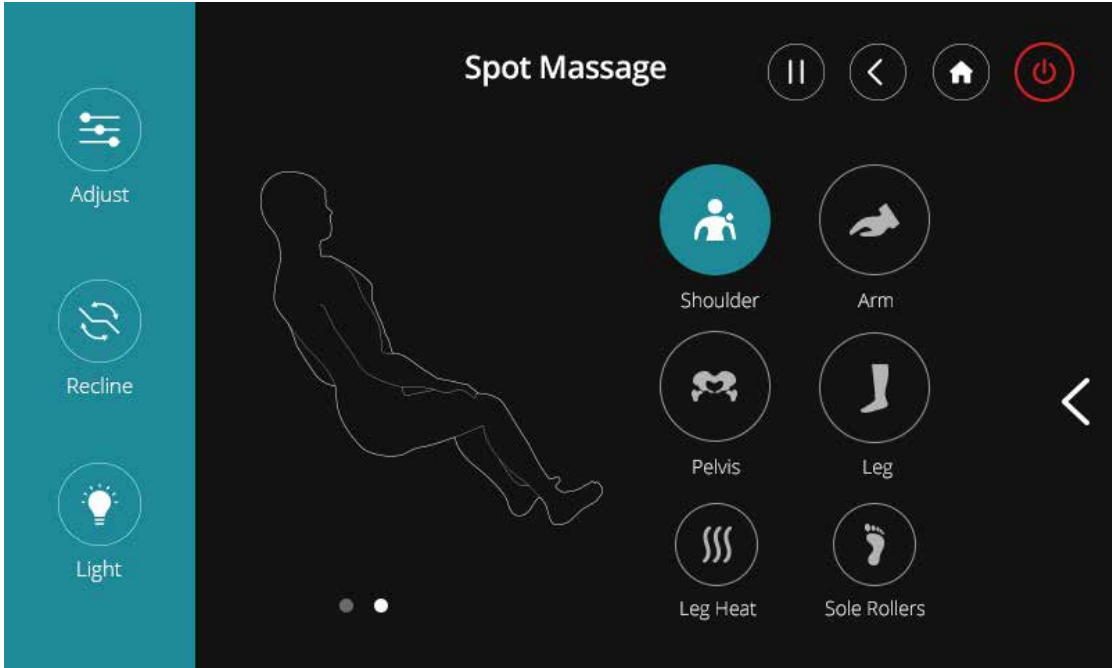 Spot Massage
Adjust
Recline
Light
Shoulder
Arm
Pelvis
Leg
Leg Heat
Sole Rollers